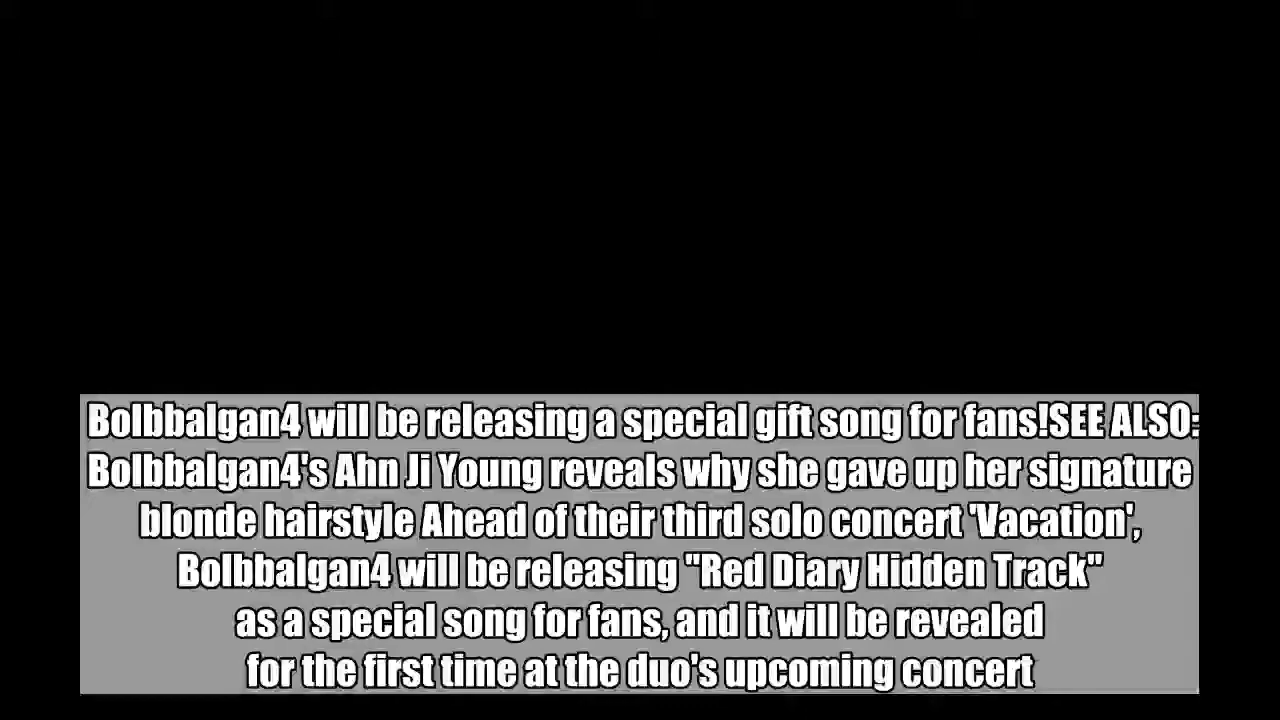 Bolbbalgan4 will be releasing a special gift song for fans!SEE ALSO:
Bolbbalgan4's Ahn Ji Young reveals why she gave up her signature
blonde hairstyle Ahead of their third solo concert 'Vacation',
Bolbbalgan4 will be releasing "Red Diary Hidden Track"
as a special song for fans, and it will be revealed
for the first time at the duo's upcoming concert